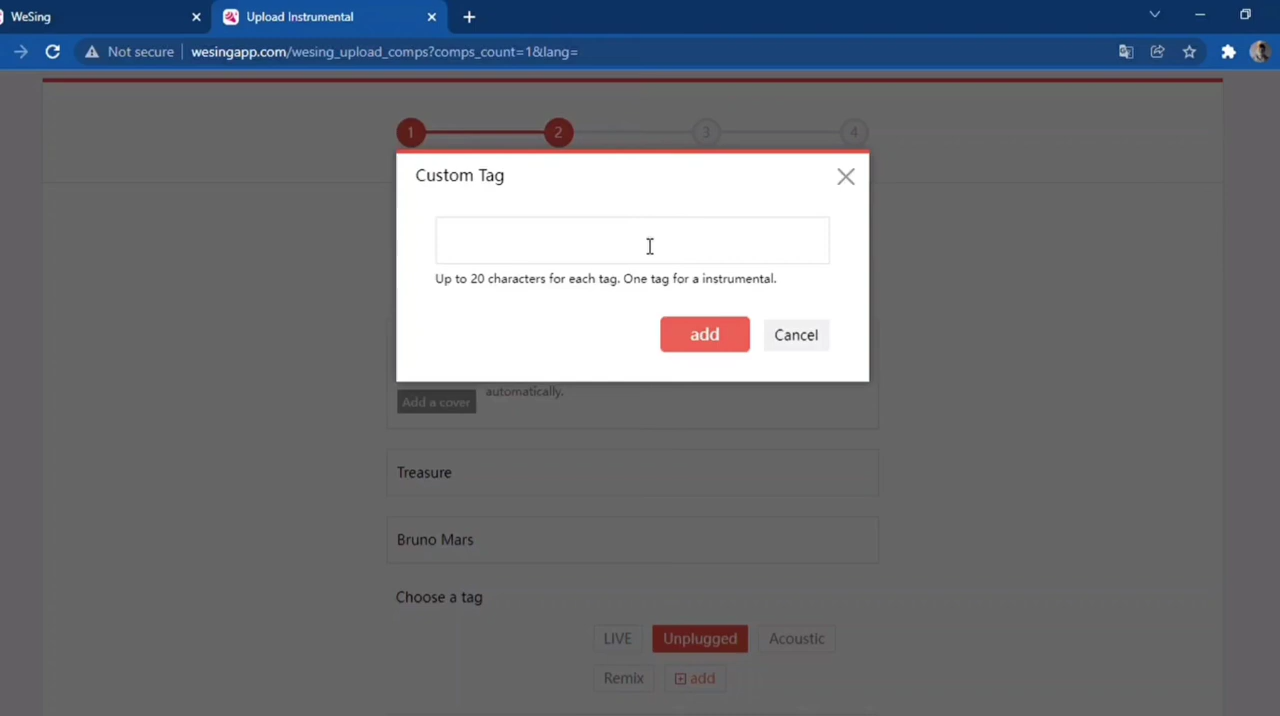 WeSing
Upload Instrumental
Not secure
wesingapp.com/wesing_upload_comps?comps_count=1&lang=
1
2
3
4
Custom Tag
Up to 20 characters for each tag. One tag for a instrumental.
add
Cancel
automatically.
Add a cover
Treasure
Bruno Mars
Choose a tag
LIVE
Unplugged
Acoustic
Remix
add